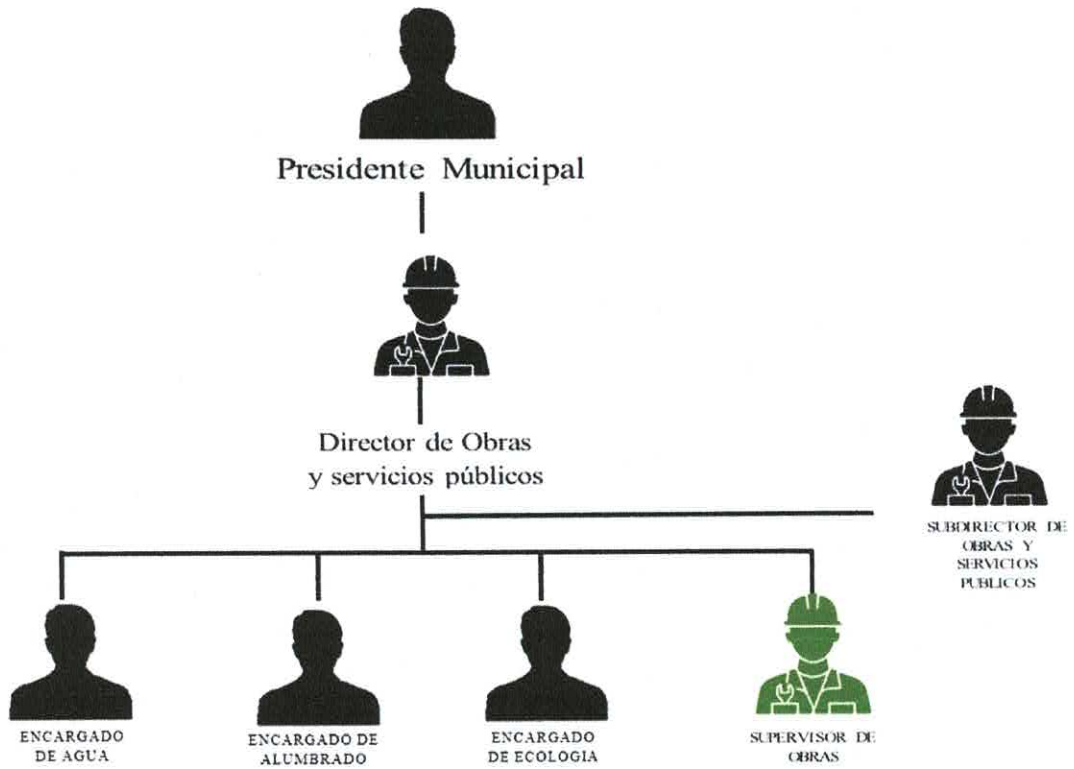 Presidente Municipal
Director de Obras
y servicios públicos
SUBDIRECTOR DE
OBRAS Y
SERVICIOS
PUBLICOS
ENCARGADO
DE AGUA
ENCARGADO DE
ALUMBRADO
ENCARGADO
DE ECOLOGIA
SUPERVISOR DE
OBRAS